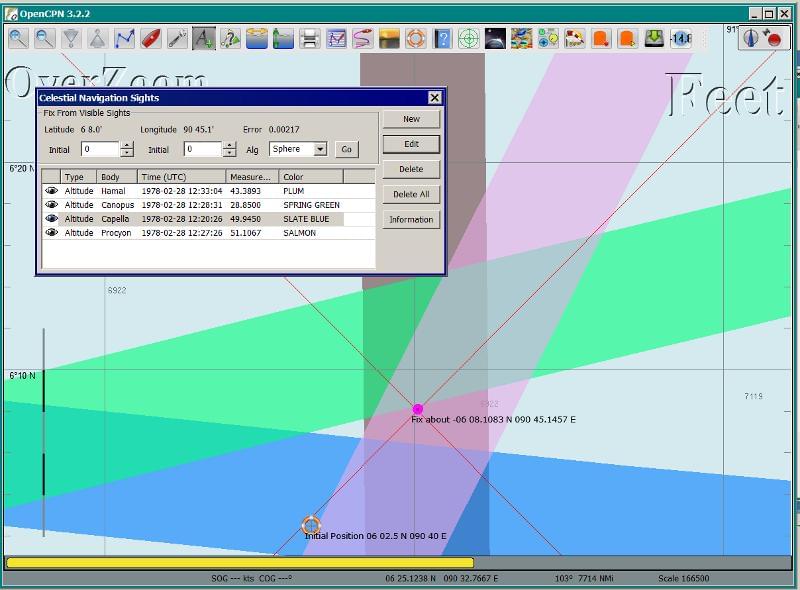 OpenCPN 3.2.2
91
-14.8
OverZoom
Feet
Celestial Navigation Sights
Fix From Visible Sights
Latitude 6 8.0' Longitude 90 45.1' Error 0.00217
Initial 0 Initial 0 Alg Sphere Go
New
Edit
Delete
Delete All
Information
Type Body Time (UTC) Measure... Color
Altitude Hamal 1978-02-28 12:33:04 43.3893 PLUM
Altitude Canopus 1978-02-28 12:28:31 28.8500 SPRING GREEN
Altitude Capella 1978-02-28 12:20:26 49.9450 SLATE BLUE
Altitude Procyon 1978-02-28 12:27:26 51.1067 SALMON
6°20 N
6922
6°10 N
7119
6922
Fix about -06 08.1083 N 090 45.1457 E
Initial Position 06 02.5 N 090 40 E
SOG --- kts COG ---° 06 25.1238 N 090 32.7667 E 103° 7714 NMi Scale 166500